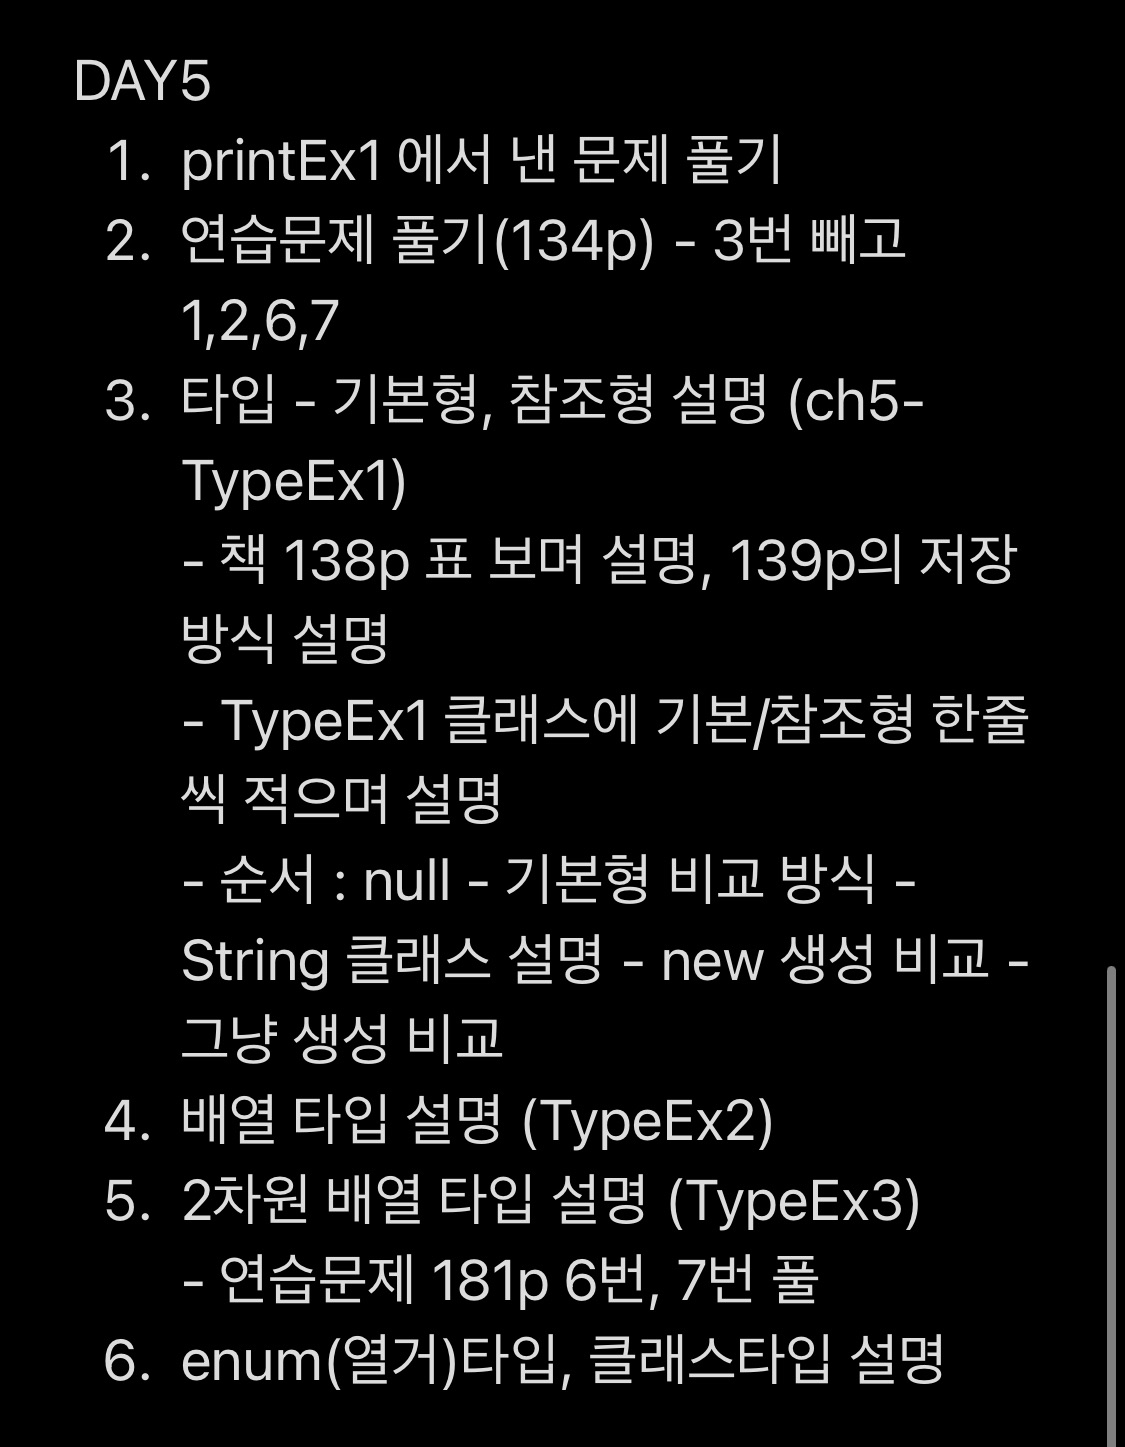 DAY5
1. printEx1 에서 낸 문제 풀기
2. 연습문제 풀기(134p) - 3번 빼고
1,2,6,7
3. 타입 - 기본형, 참조형 설명 (ch5-
TypeEx1)
- 책 138p 표 보며 설명, 139p의 저장
방식 설명
- TypeEx1 클래스에 기본/참조형 한줄
씩 적으며 설명
- 순서 : null - 기본형 비교 방식 -
String 클래스 설명 - new 생성 비교 -
그냥 생성 비교
4. 배열 타입 설명 (TypeEx2)
5. 2차원 배열 타입 설명 (TypeEx3)
- 연습문제 181p 6번, 7번 풀
6. enum(열거)타입, 클래스타입 설명